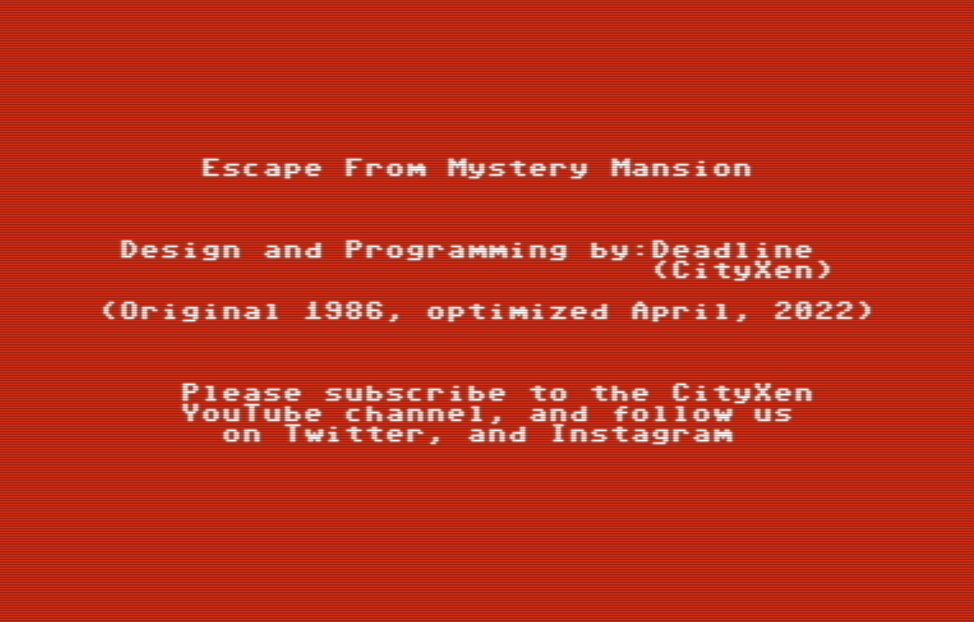 Escape From Mystery Mansion
Design and Programming by:Deadline
(CityXen)
(Original 1986, optimized April, 2022)
Please subscribe to the CityXen
YouTube channel, and follow us
on Twitter, and Instagram